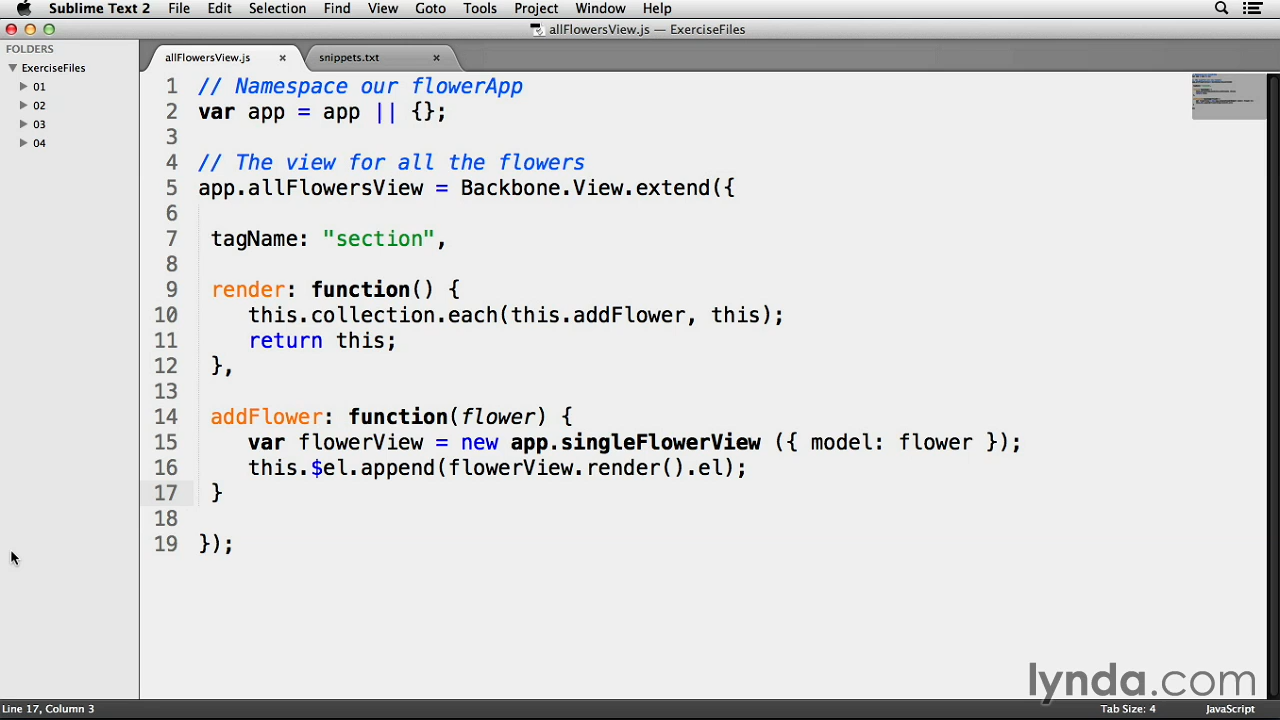 Sublime Text 2 File Edit Selection Find View Goto Tools Project Window Help
allFlowersView.js — ExerciseFiles
FOLDERS
ExerciseFiles
01
02
03
04
allFlowersView.js × snippets.txt ×
1 // Namespace our flowerApp
2 var app = app || {};
3
4 // The view for all the flowers
5 app.allFlowersView = Backbone.View.extend({
6
7 tagName: "section",
8
9 render: function() {
10 this.collection.each(this.addFlower, this);
11 return this;
12 },
13
14 addFlower: function(flower) {
15 var flowerView = new app.singleFlowerView ({ model: flower });
16 this.$el.append(flowerView.render().el);
17 }
18
19 });
lynda.com
Line 17, Column 3 Tab Size: 4 JavaScript